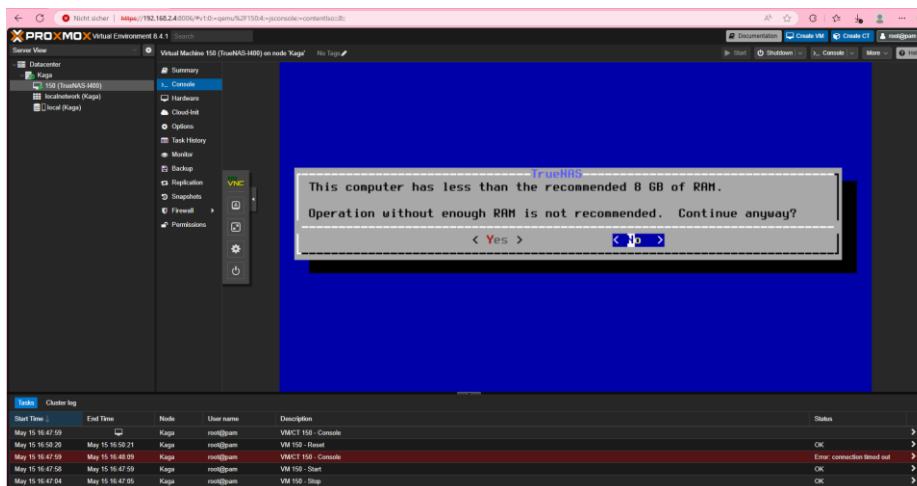 Nicht sicher | https://192.168.2.4:8006/#v1:0:=qemu%2F150:4:=jsconsole:=contentIso:::8::
PROXMOX Virtual Environment 8.4.1 Search
Documentation Create VM Create CT root@pam
Server View
Virtual Machine 150 (TrueNAS-I400) on node 'Kaga' No Tags
Start Shutdown Console More
Datacenter
Kaga
150 (TrueNAS-I400)
localnetwork (Kaga)
local (Kaga)
Summary
Console
Hardware
Cloud-Init
Options
Task History
Monitor
Backup
Replication
Snapshots
Firewall
Permissions
VNC
TrueNAS
This computer has less than the recommended 8 GB of RAM.
Operation without enough RAM is not recommended. Continue anyway?
< Yes > < No >
Tasks Cluster log
Start Time End Time Node User name Description Status
May 15 16:47:59 Kaga root@pam VM/CT 150 - Console
May 15 16:50:20 May 15 16:50:21 Kaga root@pam VM 150 - Reset OK
May 15 16:47:59 May 15 16:48:09 Kaga root@pam VM/CT 150 - Console Error: connection timed out
May 15 16:47:58 May 15 16:47:59 Kaga root@pam VM 150 - Start OK
May 15 16:47:04 May 15 16:47:05 Kaga root@pam VM 150 - Stop OK